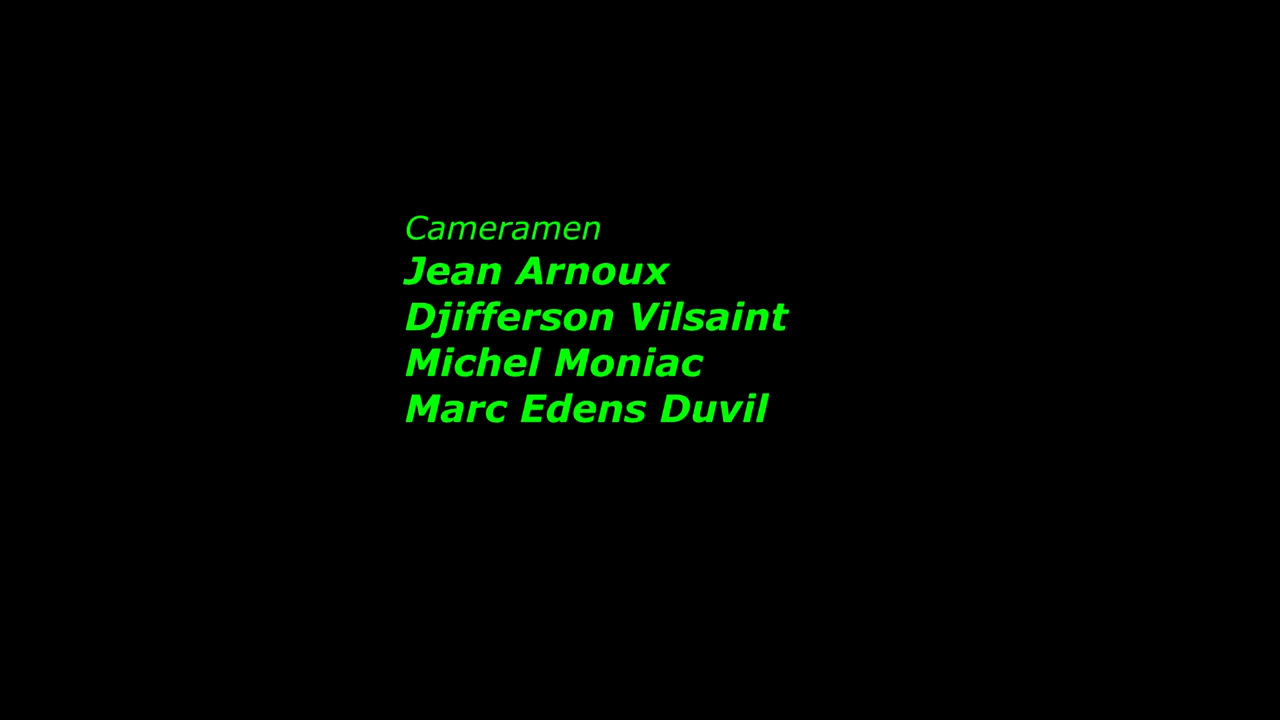 Cameramen
Jean Arnoux
Djifferson Vilsaint
Michel Moniac
Marc Edens Duvil